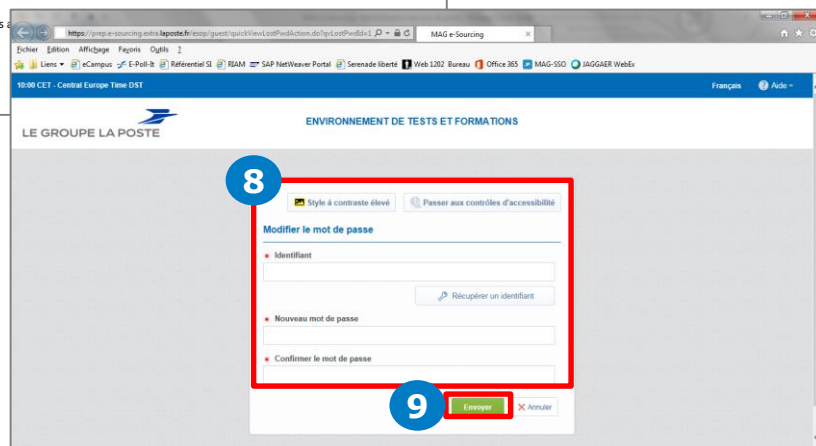 s a
https://prep.e-sourcing.extra.laposte.fr/esop/guest/quickViewLostPwdAction.do?qvLostPwdId=1
MAG e-Sourcing
Fichier Edition Affichage Favoris Outils ?
Liens eCampus E-Poll-It Référentiel SI RIAM SAP NetWeaver Portal Serenade liberté Web 1202 Bureau Office 365 MAG-SSO JAGGAER WebEx
10:00 CET - Central Europe Time DST
Français Aide
LE GROUPE LA POSTE
ENVIRONNEMENT DE TESTS ET FORMATIONS
8
Style à contraste élevé
Passer aux contrôles d'accessibilité
Modifier le mot de passe
* Identifiant
Récupérer un identifiant
* Nouveau mot de passe
* Confirmer le mot de passe
9
Envoyer
Annuler